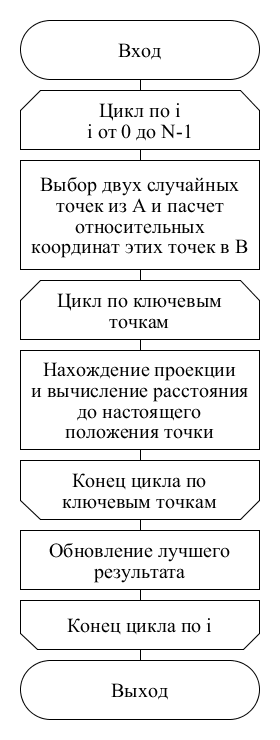 Вход
Цикл по i
i от 0 до N-1
Выбор двух случайных
точек из A и пасчет
относительных
координат этих точек в B
Цикл по ключевым
точкам
Нахождение проекции
и вычисление расстояния
до настоящего
положения точки
Конец цикла по
ключевым точкам
Обновление лучшего
результата
Конец цикла по i
Выход